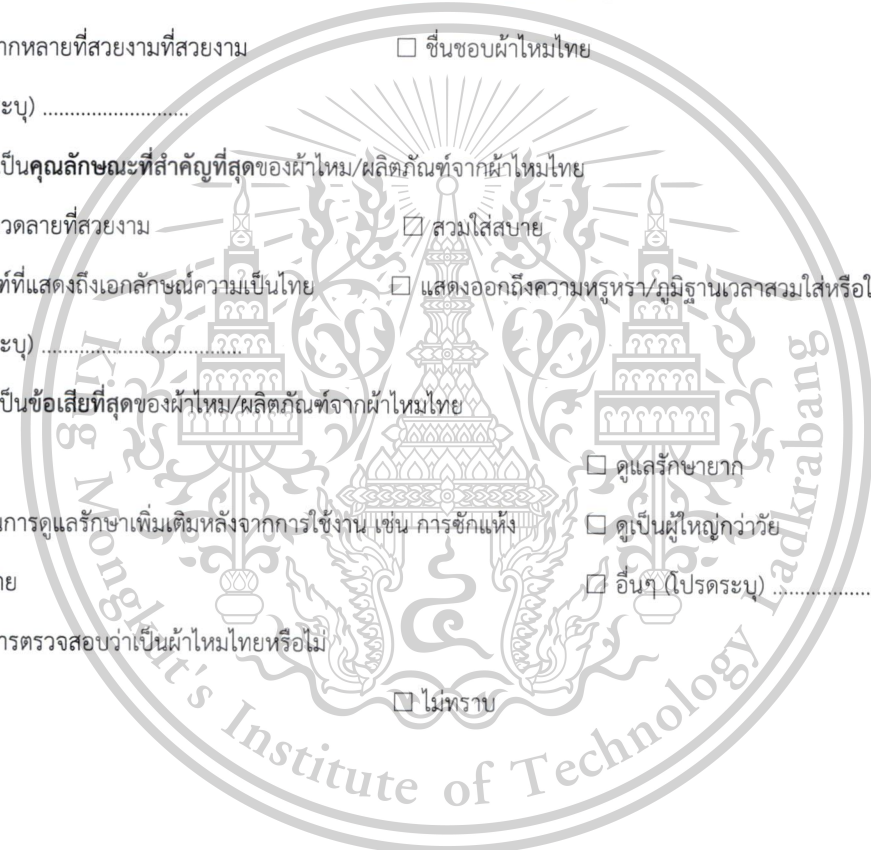 ากหลายที่สวยงามที่สวยงาม ☐ ชื่นชอบผ้าไหมไทย
ะบุ) ...........................
เป็นคุณลักษณะที่สำคัญที่สุดของผ้าไหม/ผลิตภัณฑ์จากผ้าไหมไทย
วดลายที่สวยงาม ☐ สวมใส่สบาย
ฑ์ที่แสดงถึงเอกลักษณ์ความเป็นไทย ☐ แสดงออกถึงความหรูหรา/ภูมิฐานเวลาสวมใส่หรือใ
ะบุ) ....................................
เป็นข้อเสียที่สุดของผ้าไหม/ผลิตภัณฑ์จากผ้าไหมไทย
☐ ดูแลรักษายาก
นการดูแลรักษาเพิ่มเติมหลังจากการใช้งาน เช่น การซักแห้ง ☐ ดูเป็นผู้ใหญ่กว่าวัย
าย ☐ อื่นๆ (โปรดระบุ) ..................
ารตรวจสอบว่าเป็นผ้าไหมไทยหรือไม่
☐ ไม่ทราบ
King Mongkut's Institute of Technology Ladkrabang